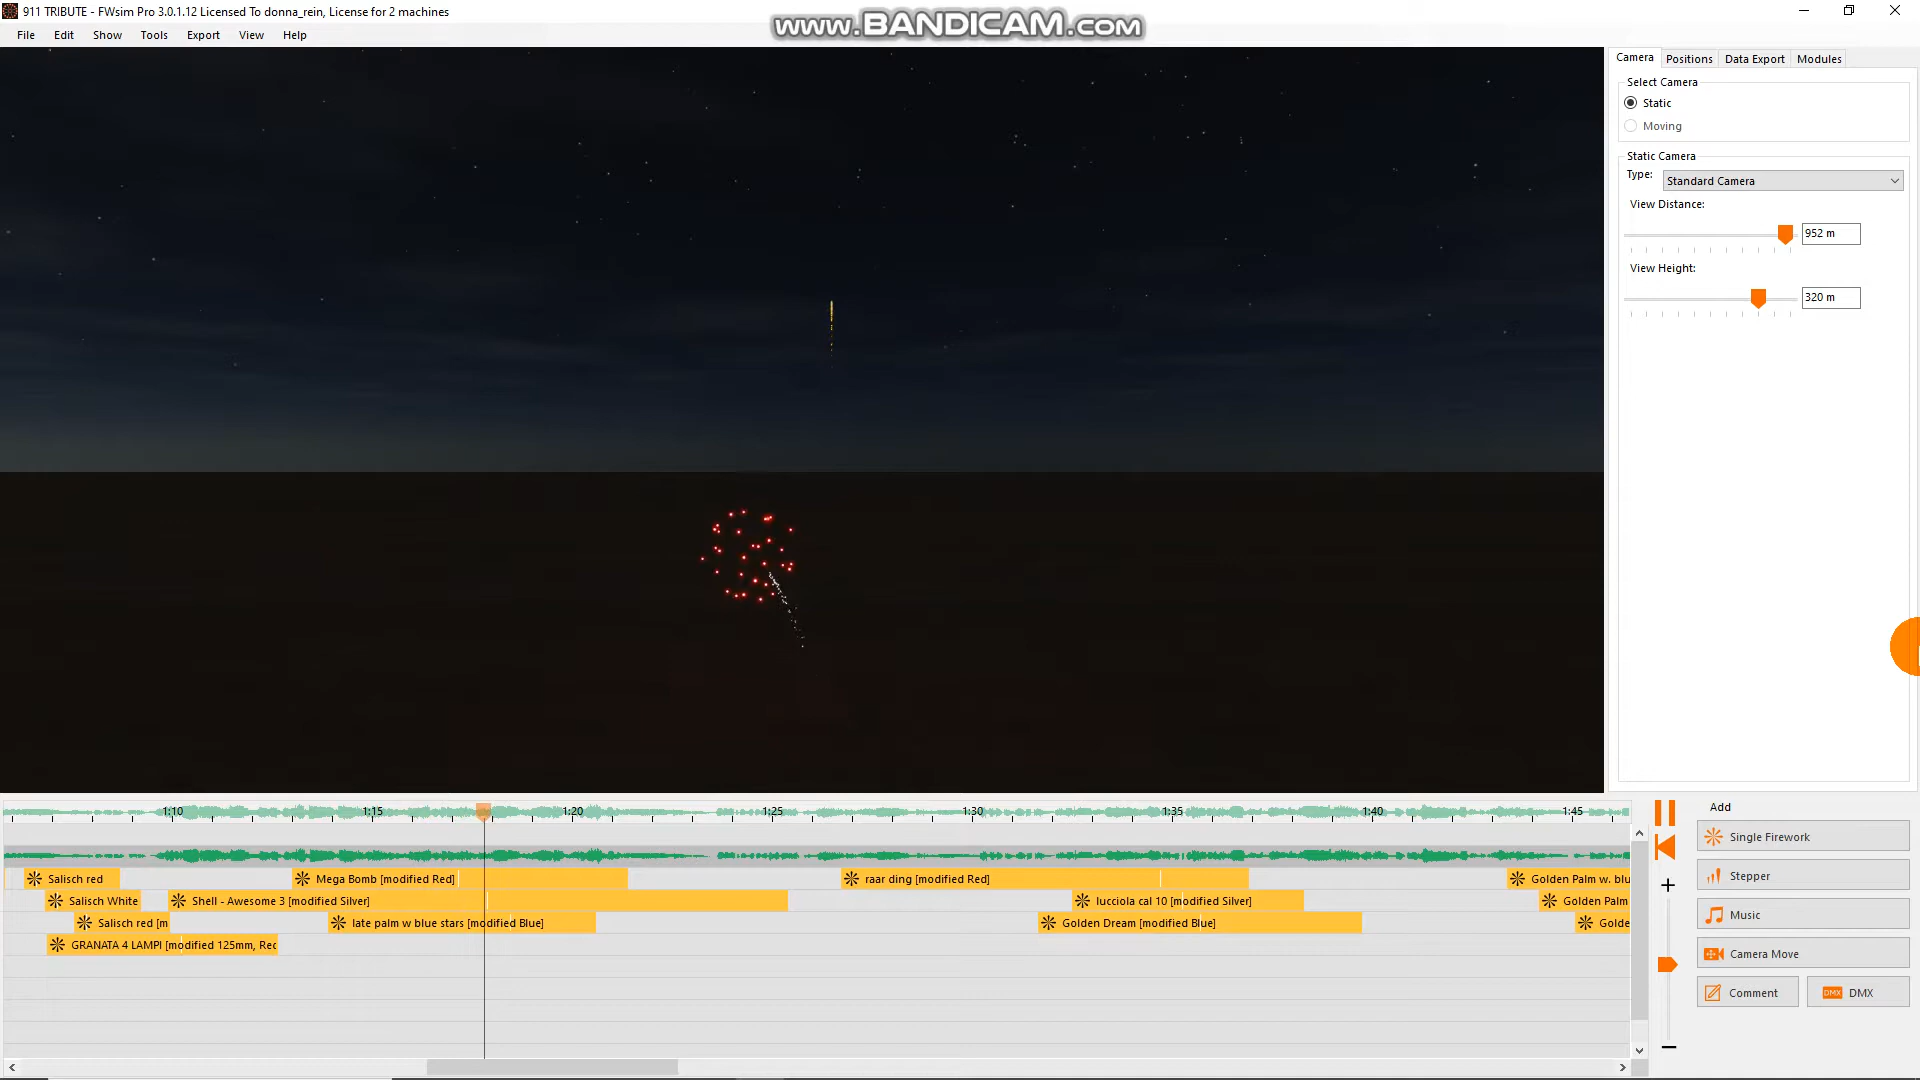 911 TRIBUTE - FWsim Pro 3.0.1.12 Licensed To donna_rein, License for 2 machines
www.BANDICAM.com
File Edit Show Tools Export View Help
Camera Positions Data Export Modules
Select Camera
Static
Moving
Static Camera
Type: Standard Camera
View Distance:
952 m
View Height:
320 m
1:10 1:15 1:20 1:25 1:30 1:35 1:40 1:45
Salisch red Mega Bomb [modified Red] raar ding [modified Red] Golden Palm w. blu
Salisch White Shell - Awesome 3 [modified Silver] lucciola cal 10 [modified Silver] Golden Palm
Salisch red [m late palm w blue stars [modified Blue] Golden Dream [modified Blue] Golde
GRANATA 4 LAMPI [modified 125mm, Rec
Add
Single Firework
Stepper
Music
Camera Move
Comment DMX DMX